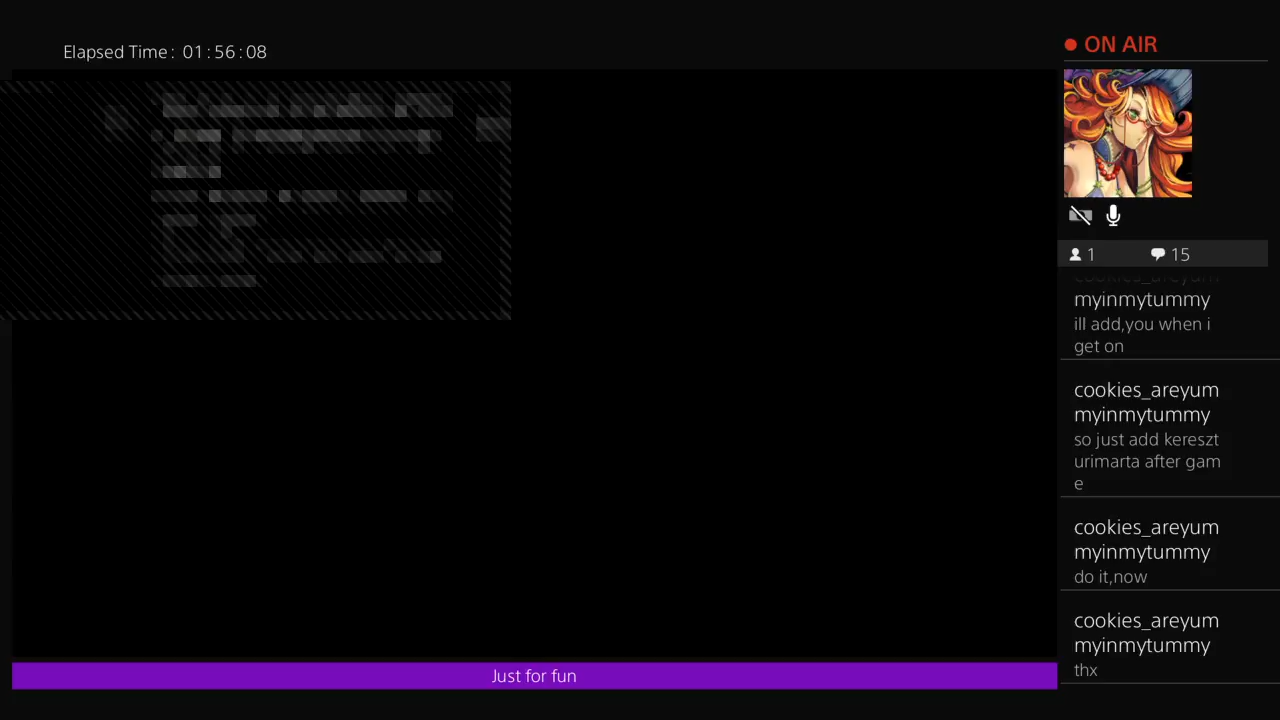 Elapsed Time: 01:56:08
ON AIR
1
15
myinmytummy
ill add,you when i
get on
cookies_areyum
myinmytummy
so just add kereszt
urimarta after gam
e
cookies_areyum
myinmytummy
do it,now
cookies_areyum
myinmytummy
thx
Just for fun